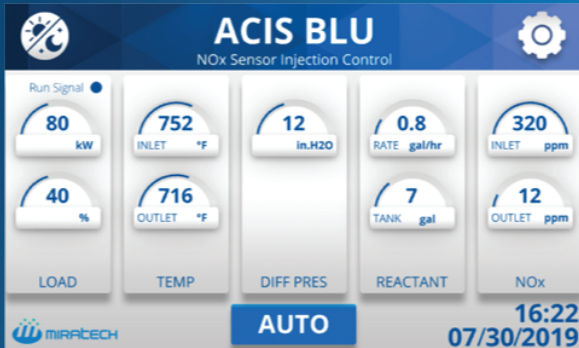 ACIS BLU
NOx Sensor Injection Control
Run Signal
80
kW
40
%
LOAD
752
INLET °F
716
OUTLET °F
TEMP
12
in.H2O
DIFF PRES
0.8
RATE gal/hr
7
TANK gal
REACTANT
320
INLET ppm
12
OUTLET ppm
NOx
MIRATECH
AUTO
16:22
07/30/2019